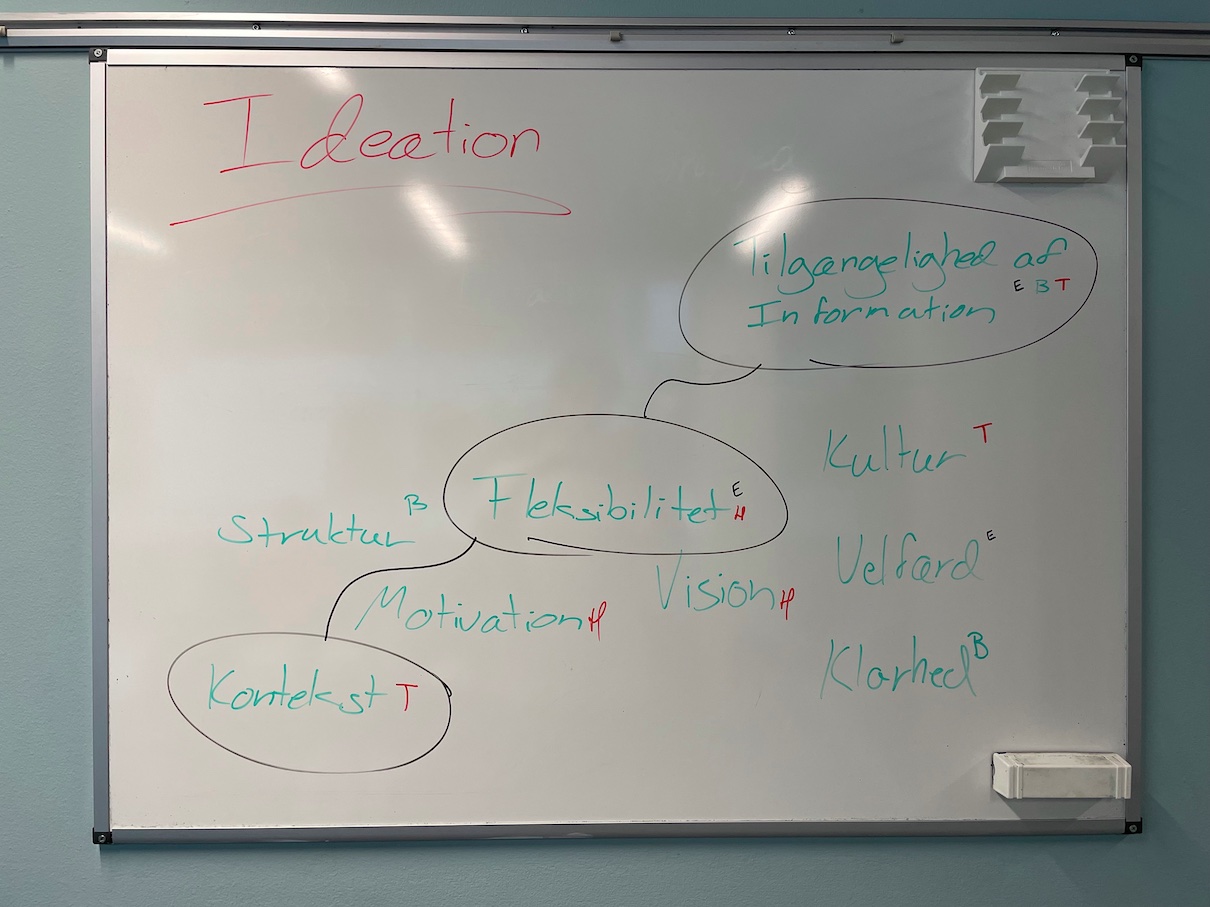 Ideation
Tilgængelighed af
Information E B T
Kultur T
Fleksibilitet E H
Struktur B
Velfærd E
Vision H
Motivation H
Klarhed B
Kontekst T